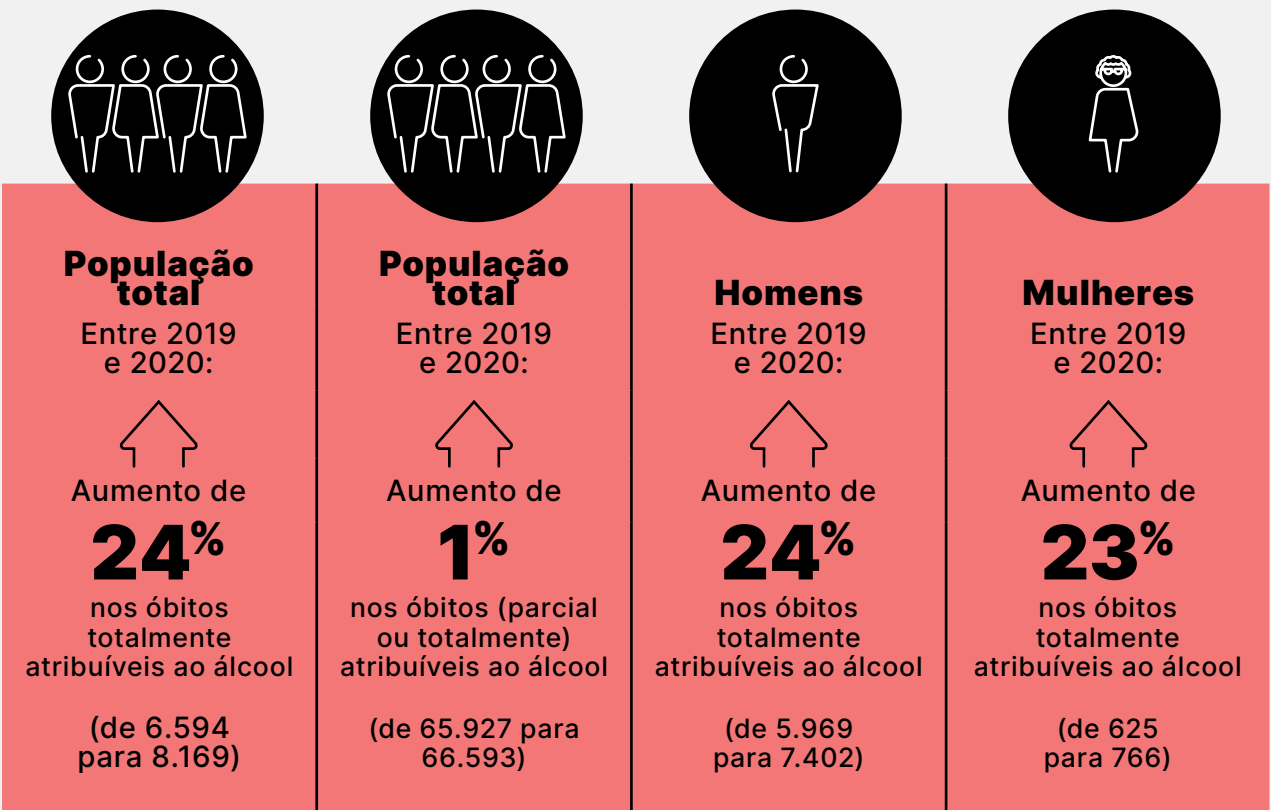 População
total
Entre 2019
e 2020:
Aumento de
24%
nos óbitos
totalmente
atribuíveis ao álcool
(de 6.594
para 8.169)
População
total
Entre 2019
e 2020:
Aumento de
1%
nos óbitos (parcial
ou totalmente)
atribuíveis ao álcool
(de 65.927 para
66.593)
Homens
Entre 2019
e 2020:
Aumento de
24%
nos óbitos
totalmente
atribuíveis ao álcool
(de 5.969
para 7.402)
Mulheres
Entre 2019
e 2020:
Aumento de
23%
nos óbitos
totalmente
atribuíveis ao álcool
(de 625
para 766)